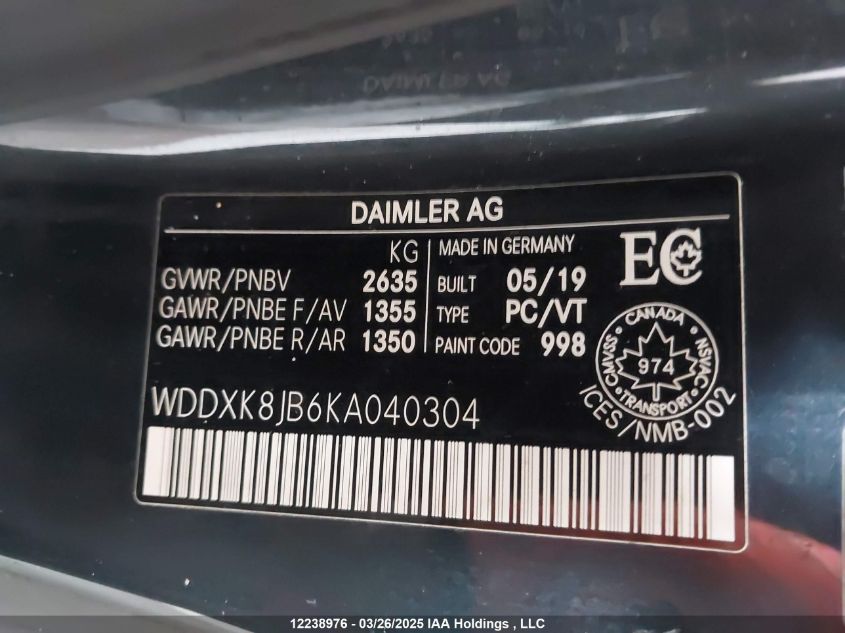 DAIMLER AG
KG
GVWR/PNBV 2635
GAWR/PNBE F/AV 1355
GAWR/PNBE R/AR 1350
MADE IN GERMANY
BUILT 05/19
TYPE PC/VT
PAINT CODE 998
EC
CANADA
CMVSS NSVAC
974
TRANSPORT
ICES/NMB-002
WDDXK8JB6KA040304
12238976 - 03/26/2025 IAA Holdings , LLC